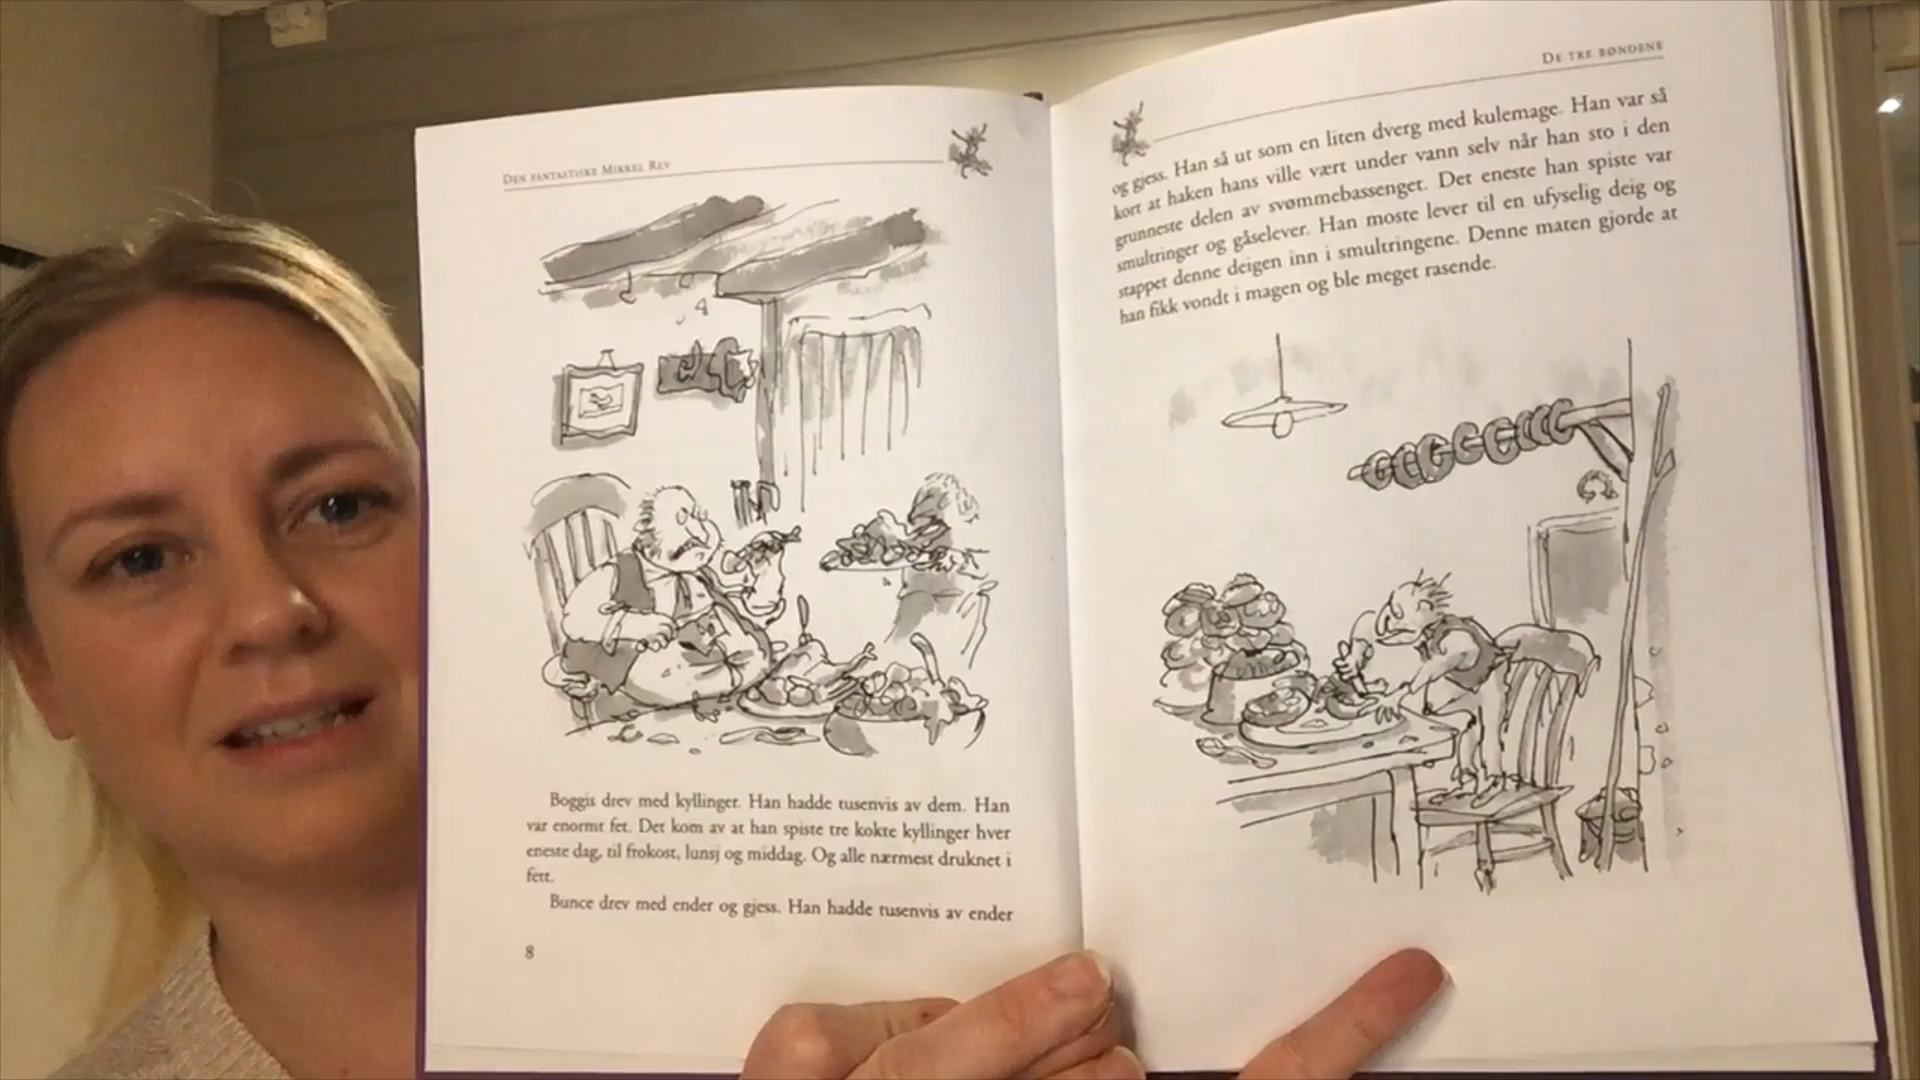 DEN FANTASTISKE MIKKEL REV
Boggis drev med kyllinger. Han hadde tusenvis av dem. Han
var enormt fet. Det kom av at han spiste tre kokte kyllinger hver
eneste dag, til frokost, lunsj og middag. Og alle nærmest druknet i
fett.
Bunce drev med ender og gjess. Han hadde tusenvis av ender
8
DE TRE BØNDENE
og gjess. Han så ut som en liten dverg med kulemage. Han var så
kort at haken hans ville vært under vann selv når han sto i den
grunneste delen av svømmebassenget. Det eneste han spiste var
smultringer og gåselever. Han moste lever til en ufyselig deig og
stappet denne deigen inn i smultringene. Denne maten gjorde at
han fikk vondt i magen og ble meget rasende.